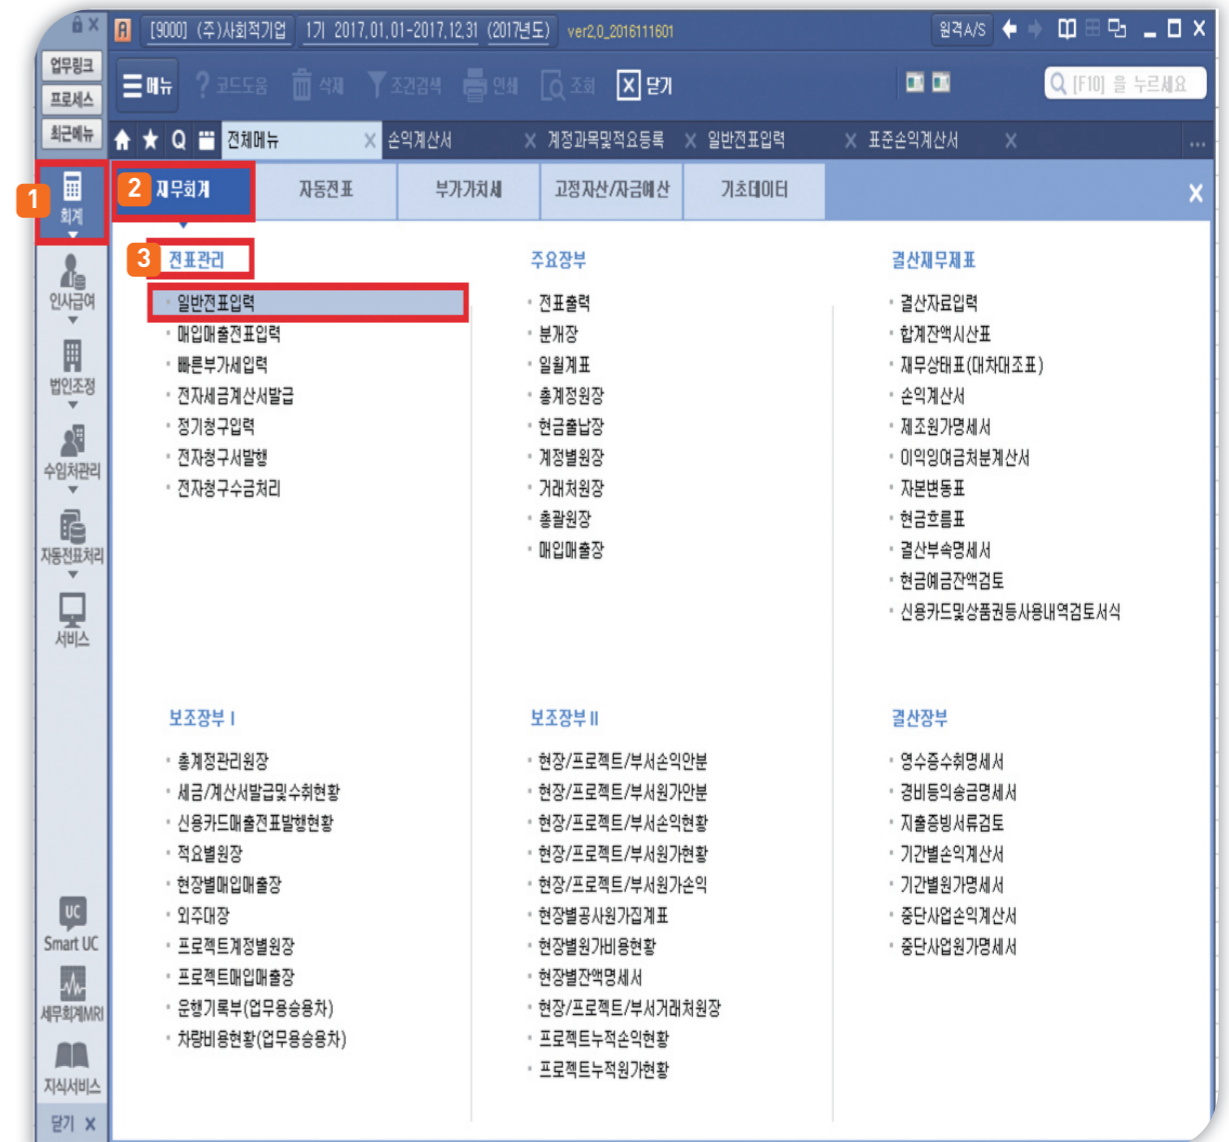 [9000] (주)사회적기업 1기 2017.01.01-2017.12.31 (2017년도) ver2.0_2016111601 원격A/S
업무링크
프로세스
최근메뉴
메뉴 ? 코드도움 삭제 조건검색 인쇄 조회 닫기 [F10] 을 누르세요
전체메뉴 손익계산서 계정과목및적요등록 일반전표입력 표준손익계산서 ...
1
회계
인사급여
법인조정
수임처관리
자동전표처리
서비스
Smart UC
세무회계MRI
지식서비스
닫기
2 재무회계 자동전표 부가가치세 고정자산/자금예산 기초데이터
3 전표관리
일반전표입력
매입매출전표입력
빠른부가세입력
전자세금계산서발급
정기청구입력
전자청구서발행
전자청구수금처리
주요장부
전표출력
분개장
일월계표
총계정원장
현금출납장
계정별원장
거래처원장
총괄원장
매입매출장
결산재무제표
결산자료입력
합계잔액시산표
재무상태표(대차대조표)
손익계산서
제조원가명세서
이익잉여금처분계산서
자본변동표
현금흐름표
결산부속명세서
현금예금잔액검토
신용카드및상품권등사용내역검토서식
보조장부 I
총계정관리원장
세금/계산서발급및수취현황
신용카드매출전표발행현황
적요별원장
현장별매입매출장
외주대장
프로젝트계정별원장
프로젝트매입매출장
운행기록부(업무용승용차)
차량비용현황(업무용승용차)
보조장부 II
현장/프로젝트/부서손익안분
현장/프로젝트/부서원가안분
현장/프로젝트/부서손익현황
현장/프로젝트/부서원가현황
현장/프로젝트/부서원가손익
현장별공사원가집계표
현장별원가비용현황
현장별잔액명세서
현장/프로젝트/부서거래처원장
프로젝트누적손익현황
프로젝트누적원가현황
결산장부
영수증수취명세서
경비등의송금명세서
지출증빙서류검토
기간별손익계산서
기간별원가명세서
중단사업손익계산서
중단사업원가명세서